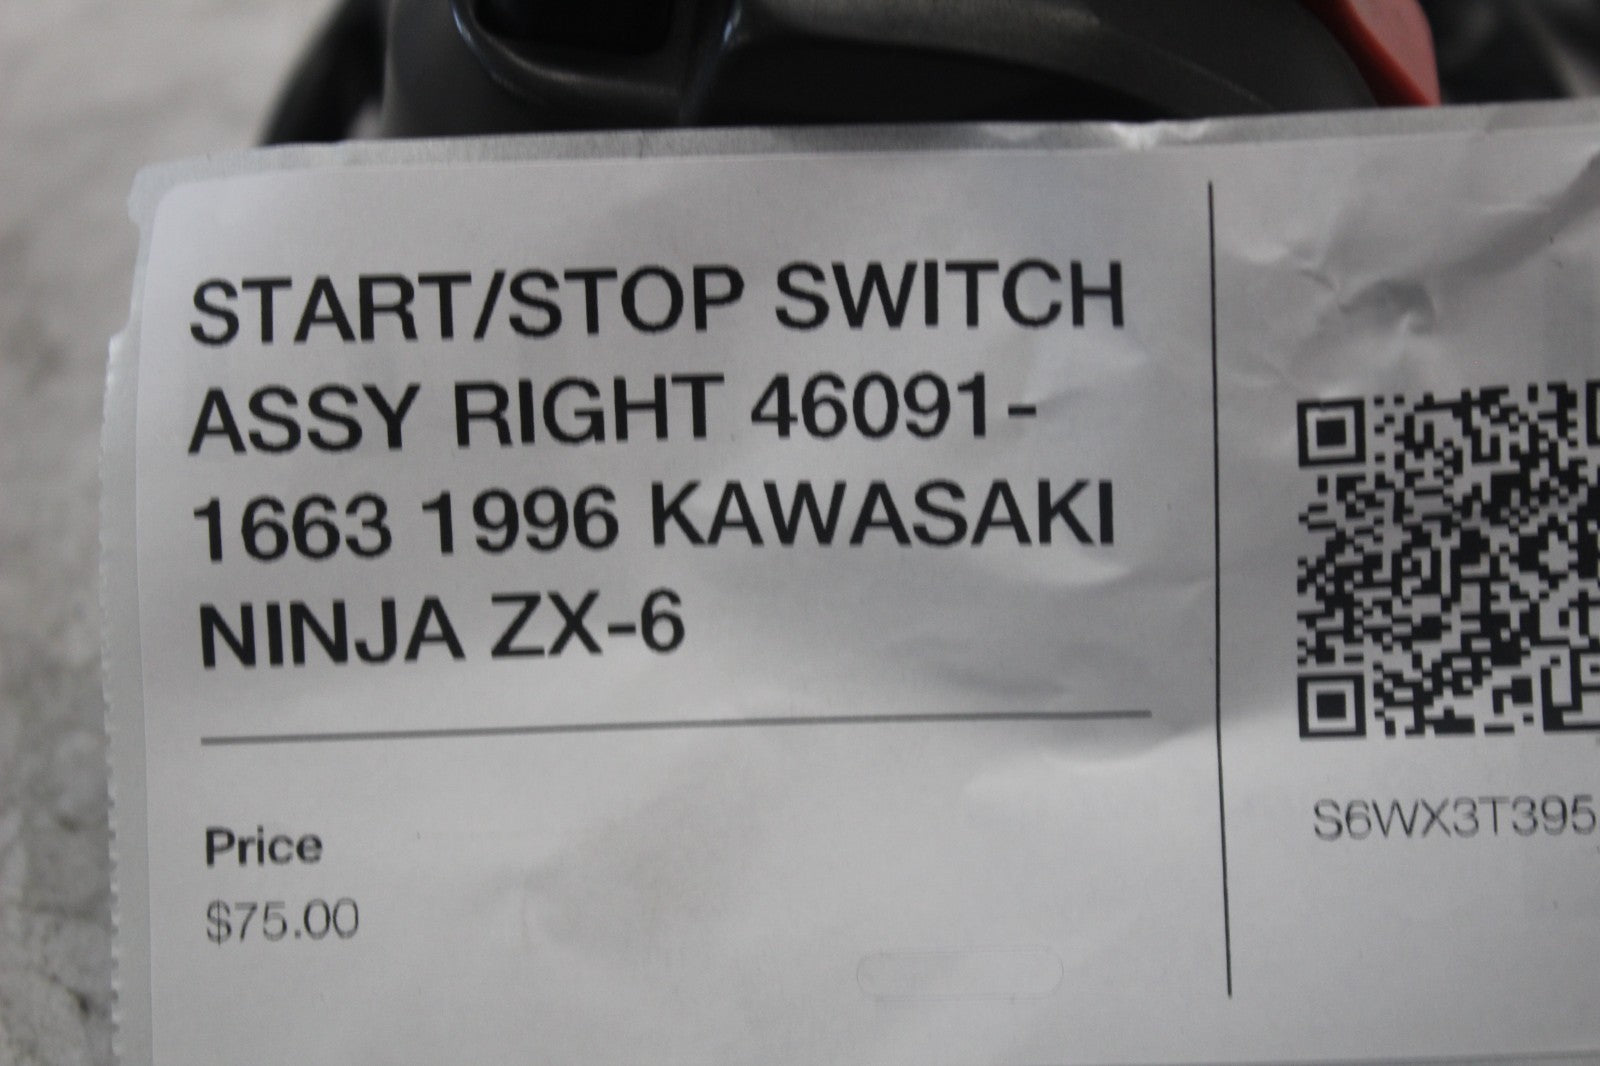 START/STOP SWITCH
ASSY RIGHT 46091-
1663 1996 KAWASAKI
NINJA ZX-6
Price
$75.00
S6WX3T395